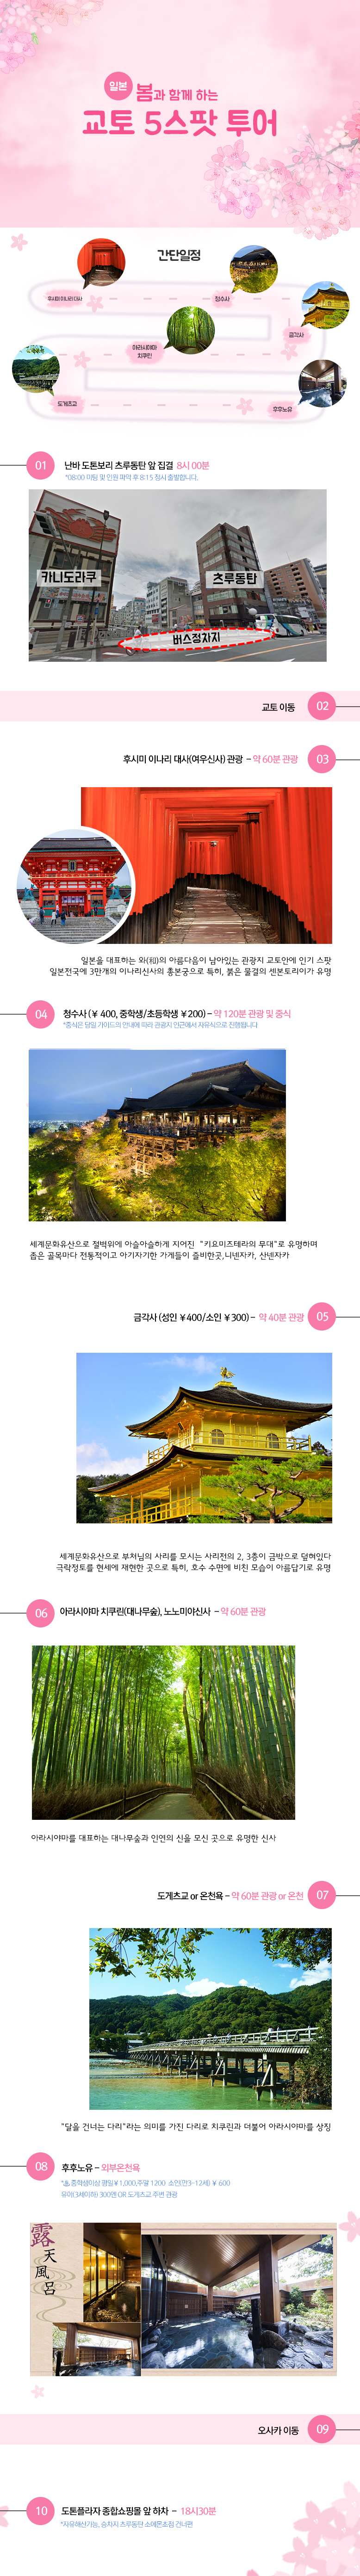 일본
봄과 함께 하는
교토 5스팟 투어
간단일정
후시미 이나리 대사
청수사
금각사
아라시야마
치쿠린
도게츠교
후후노유
01
난바 도톤보리 츠루동탄 앞 집결 8시 00분
*08:00 미팅 및 인원 파악 후 8:15 정시 출발합니다.
카니도라쿠
츠루동탑
버스정차지
교토 이동
02
후시미 이나리 대사(여우신사) 관광 - 약 60분 관광
03
일본을 대표하는 와(和)의 아름다음이 남아있는 관광지 교토안에 인기 스팟
일본전국에 3만개의 이나리신사의 총본궁으로 특히, 붉은 물결의 센본토리이가 유명
04
청수사 (￥ 400, 중학생/초등학생 ￥200) - 약 120분 관광 및 중식
*중식은 당일 가이드의 안내에 따라 관광지 인근에서 자유식으로 진행됩니다
세계문화유산으로 절벽위에 아슬아슬하게 지어진 "키요미즈테라의 무대"로 유명하며
좁은 골목마다 전통적이고 아기자기한 가게들이 즐비한곳,니넨자카, 산넨자카
금각사 (성인 ￥400/소인 ￥300) - 약 40분 관광
05
세계문화유산으로 부처님의 사리를 모시는 사리전의 2, 3층이 금박으로 덮혀있다
극락정토를 현세에 재현한 곳으로 특히, 호수 수면에 비친 모습이 아름답기로 유명
06
아라시야마 치쿠린(대나무숲), 노노미야신사 - 약 60분 관광
아라시야마를 대표하는 대나무숲과 인연의 신을 모신 곳으로 유명한 신사
도게츠교 or 온천욕 - 약 60분 관광 or 온천
07
"달을 건너는 다리"라는 의미를 가진 다리로 치쿠린과 더불어 아라시야마를 상징
08
후후노유 - 외부온천욕
중학생이상 평일￥1,000,주말 1200 소인(만3~12세) ￥ 600
유아(3세이하) 300엔 OR 도게츠교 주변 관광
露
天
風
呂
오사카 이동
09
10
도톤플라자 종합쇼핑몰 앞 하차 - 18시30분
*자유해산가능, 승차지 츠루동탄 소에몬초점 건너편